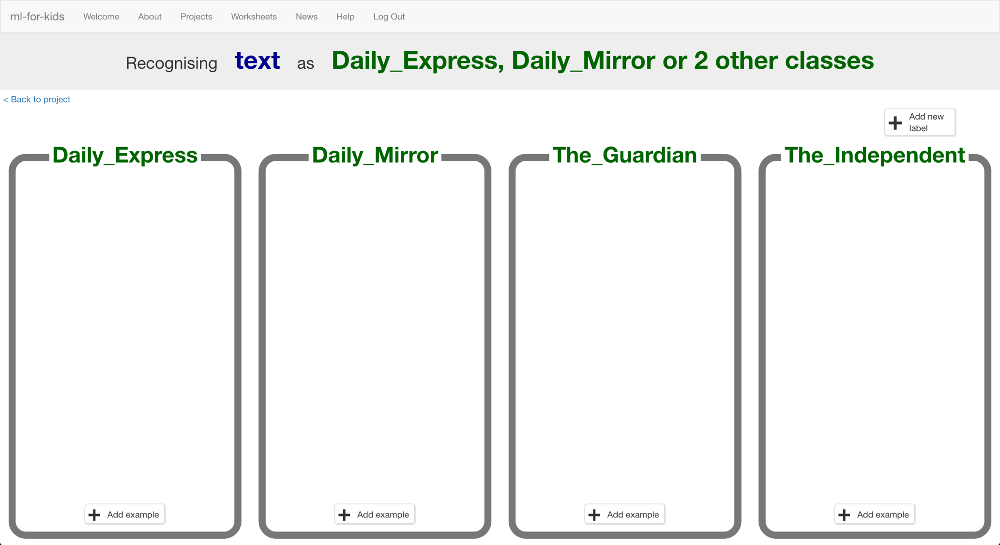 ml-for-kids Welcome About Projects Worksheets News Help Log Out
Recognising text as Daily_Express, Daily_Mirror or 2 other classes
< Back to project
Add new
label
Daily_Express Daily_Mirror The_Guardian The_Independent
Add example Add example Add example Add example